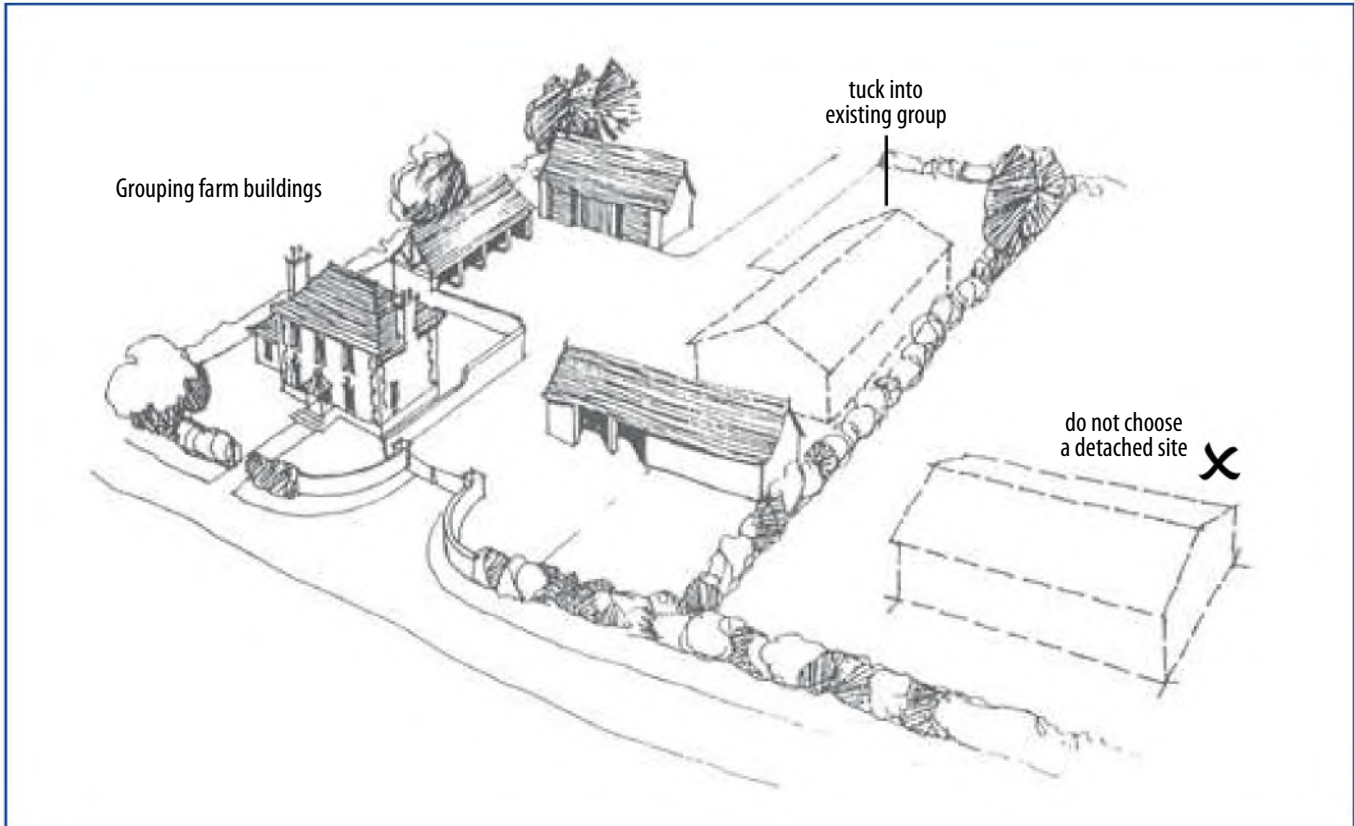 Grouping farm buildings
tuck into
existing group
do not choose
a detached site